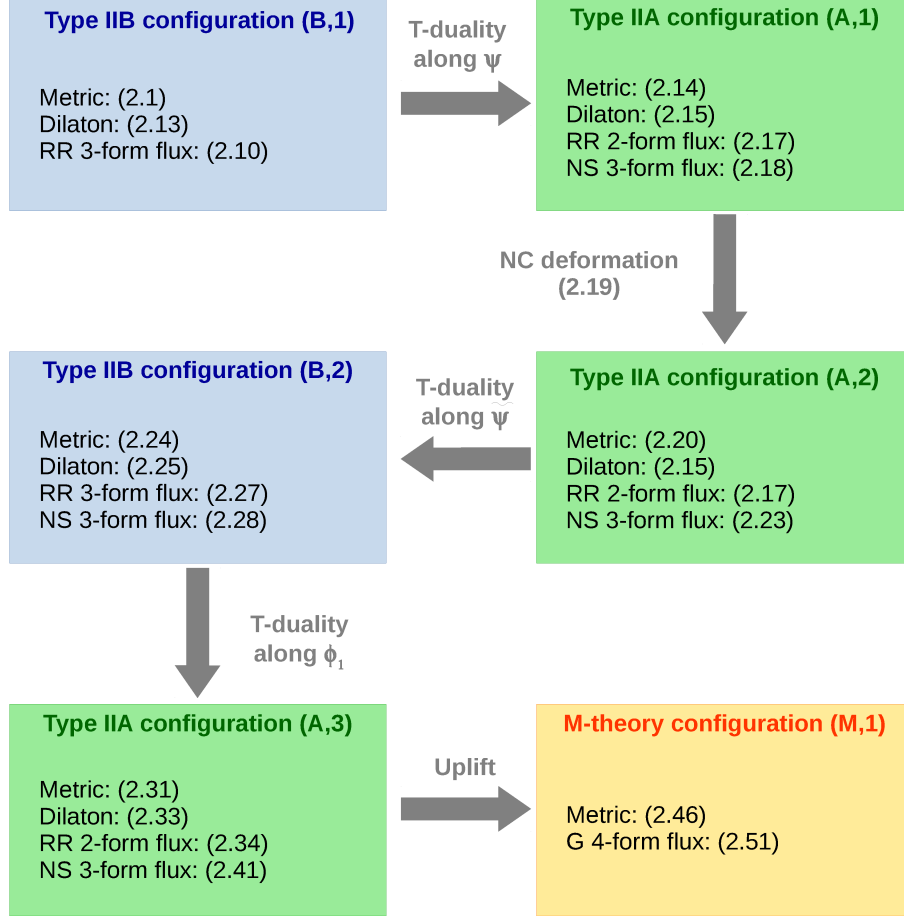 Type IIB configuration (B,1)
Metric: (2.1)
Dilaton: (2.13)
RR 3-form flux: (2.10)
T-duality
along ψ
Type IIA configuration (A,1)
Metric: (2.14)
Dilaton: (2.15)
RR 2-form flux: (2.17)
NS 3-form flux: (2.18)
NC deformation
(2.19)
Type IIB configuration (B,2)
Metric: (2.24)
Dilaton: (2.25)
RR 3-form flux: (2.27)
NS 3-form flux: (2.28)
T-duality
along ψ̃
Type IIA configuration (A,2)
Metric: (2.20)
Dilaton: (2.15)
RR 2-form flux: (2.17)
NS 3-form flux: (2.23)
T-duality
along ϕ₁
Type IIA configuration (A,3)
Metric: (2.31)
Dilaton: (2.33)
RR 2-form flux: (2.34)
NS 3-form flux: (2.41)
Uplift
M-theory configuration (M,1)
Metric: (2.46)
G 4-form flux: (2.51)